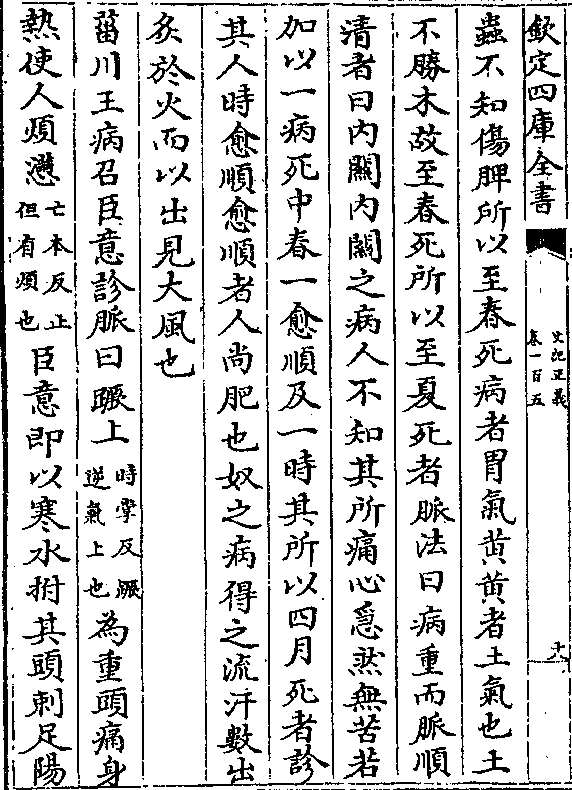 欽定四庫全書
史記正義
卷一百五
十八
蟲不知傷脾所以至春死病者胃氣黄黄者土氣也土
不勝木故至春死所以至夏死者脈法曰病重而脈順
清者曰内關内關之病人不知其所痛心急然無苦若
加以一病死中春一愈順及一時其所以四月死者診
其人時愈順愈順者人尚肥也奴之病得之流汗數出
炙於火而以出見大風也
菑川王病召臣意診脈曰蹶上時掌反蹶逆氣上也為重頭痛身
熱使人煩懣亡本反止但有煩也臣意即以寒水拊其頭刺足陽